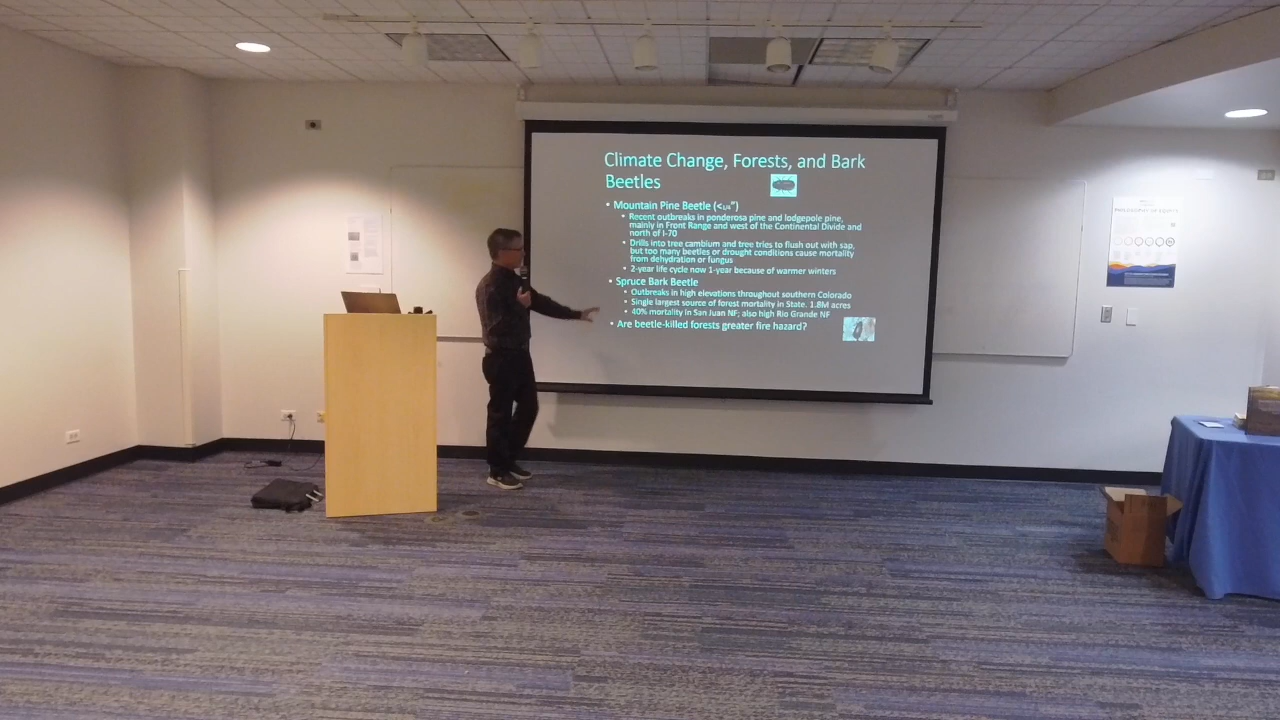 Climate Change, Forests, and Bark
Beetles
• Mountain Pine Beetle (<1/4")
• Recent outbreaks in ponderosa pine and lodgepole pine,
mainly in Front Range and west of the Continental Divide and
north of I-70
• Drills into tree cambium and tree tries to flush out with sap,
but too many beetles or drought conditions cause mortality
from dehydration or fungus
• 2-year life cycle now 1-year because of warmer winters
• Spruce Bark Beetle
• Outbreaks in high elevations throughout southern Colorado
• Single largest source of forest mortality in State. 1.8M acres
• 40% mortality in San Juan NF; also high Rio Grande NF
• Are beetle-killed forests greater fire hazard?
PHILOSOPHY OF